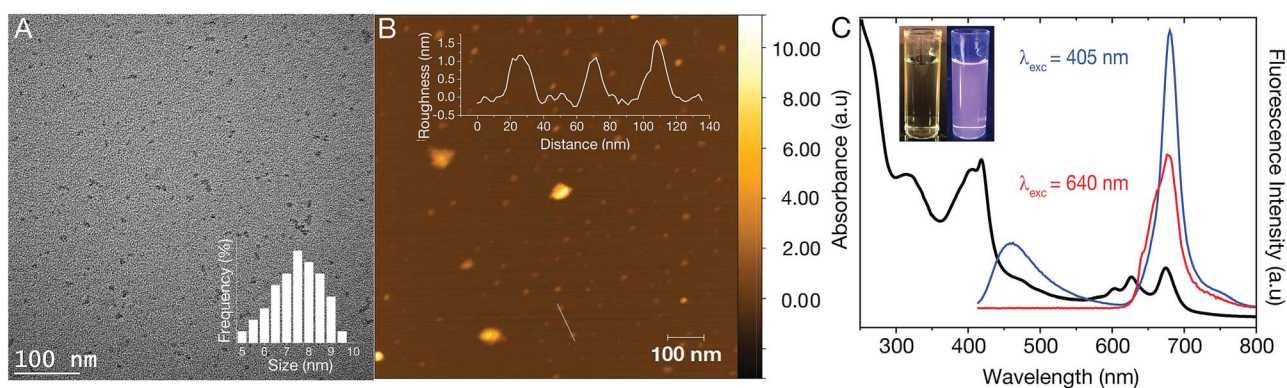 A
100 nm
Frequency (%)
5 6 7 8 9 10
Size (nm)
B
Roughness (nm)
1.5
1.0
0.5
0.0
-0.5
0 20 40 60 80 100 120 140
Distance (nm)
100 nm
10.00
8.00
6.00
4.00
2.00
0.00
C
Absorbance (a.u)
λexc = 405 nm
λexc = 640 nm
Fluorescence Intensity (a.u)
300 400 500 600 700 800
Wavelength (nm)